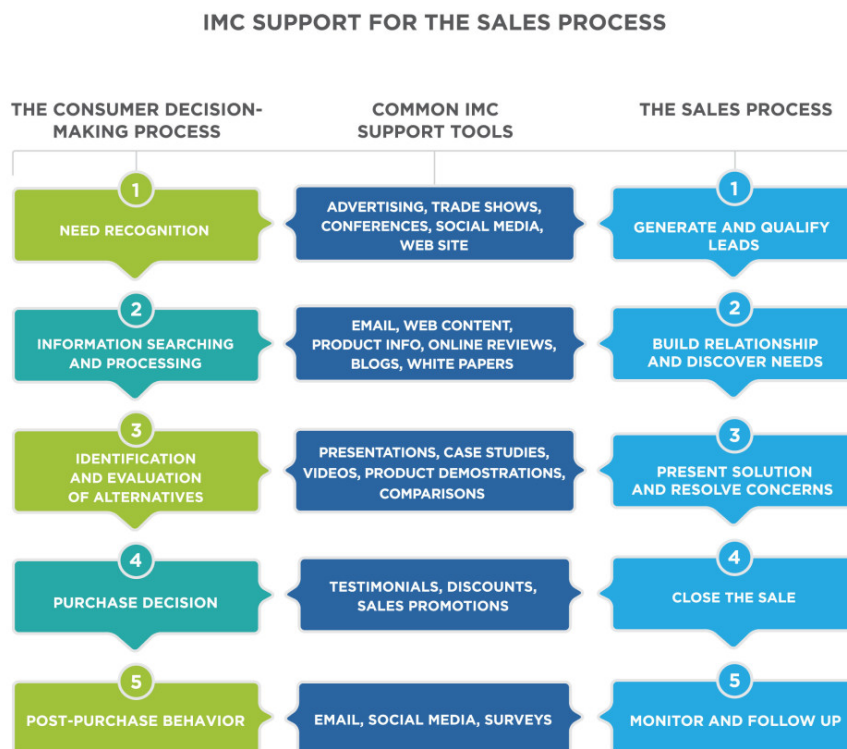 IMC SUPPORT FOR THE SALES PROCESS
THE CONSUMER DECISION-
MAKING PROCESS
COMMON IMC
SUPPORT TOOLS
THE SALES PROCESS
1
NEED RECOGNITION
ADVERTISING, TRADE SHOWS,
CONFERENCES, SOCIAL MEDIA,
WEB SITE
1
GENERATE AND QUALIFY
LEADS
2
INFORMATION SEARCHING
AND PROCESSING
EMAIL, WEB CONTENT,
PRODUCT INFO, ONLINE REVIEWS,
BLOGS, WHITE PAPERS
2
BUILD RELATIONSHIP
AND DISCOVER NEEDS
3
IDENTIFICATION
AND EVALUATION
OF ALTERNATIVES
PRESENTATIONS, CASE STUDIES,
VIDEOS, PRODUCT DEMOSTRATIONS,
COMPARISONS
3
PRESENT SOLUTION
AND RESOLVE CONCERNS
4
PURCHASE DECISION
TESTIMONIALS, DISCOUNTS,
SALES PROMOTIONS
4
CLOSE THE SALE
5
POST-PURCHASE BEHAVIOR
EMAIL, SOCIAL MEDIA, SURVEYS
5
MONITOR AND FOLLOW UP